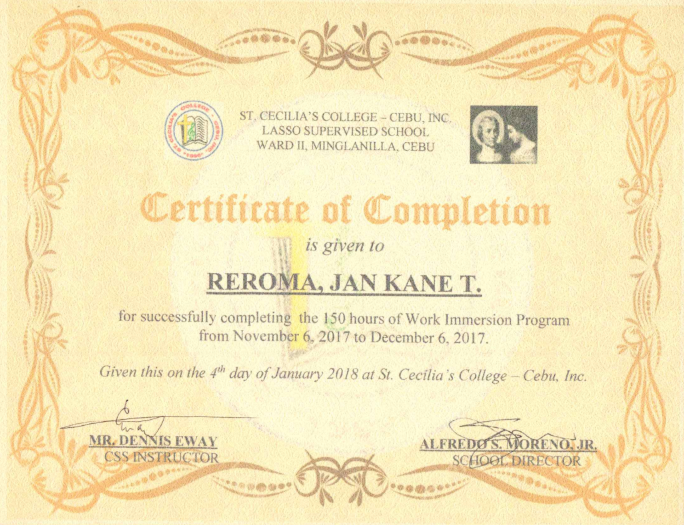 ST. CECILIA'S COLLEGE – CEBU, INC.
LASSO SUPERVISED SCHOOL
WARD II, MINGLANILLA, CEBU
Certificate of Completion
is given to
REROMA, JAN KANE T.
for successfully completing the 150 hours of Work Immersion Program
from November 6, 2017 to December 6, 2017.
Given this on the 4th day of January 2018 at St. Cecilia's College – Cebu, Inc.
MR. DENNIS EWAY
CSS INSTRUCTOR
ALFREDO S. MORENO, JR.
SCHOOL DIRECTOR